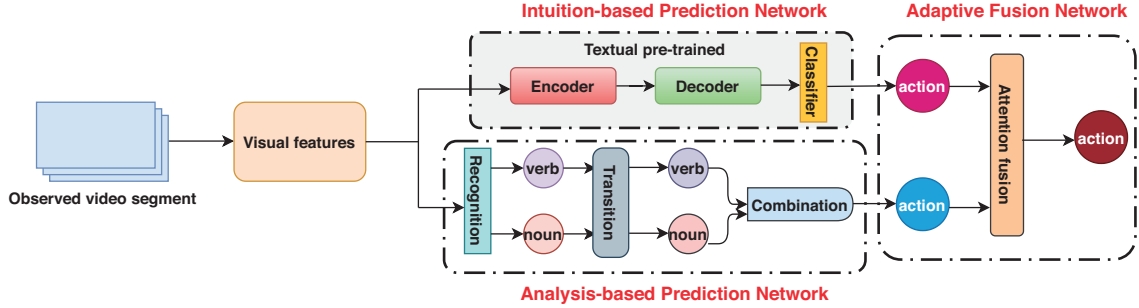 Intuition-based Prediction Network
Adaptive Fusion Network
Textual pre-trained
Encoder
Decoder
Classifier
action
Attention fusion
action
Visual features
Observed video segment
Recognition
verb
Transition
verb
noun
noun
Combination
action
Analysis-based Prediction Network